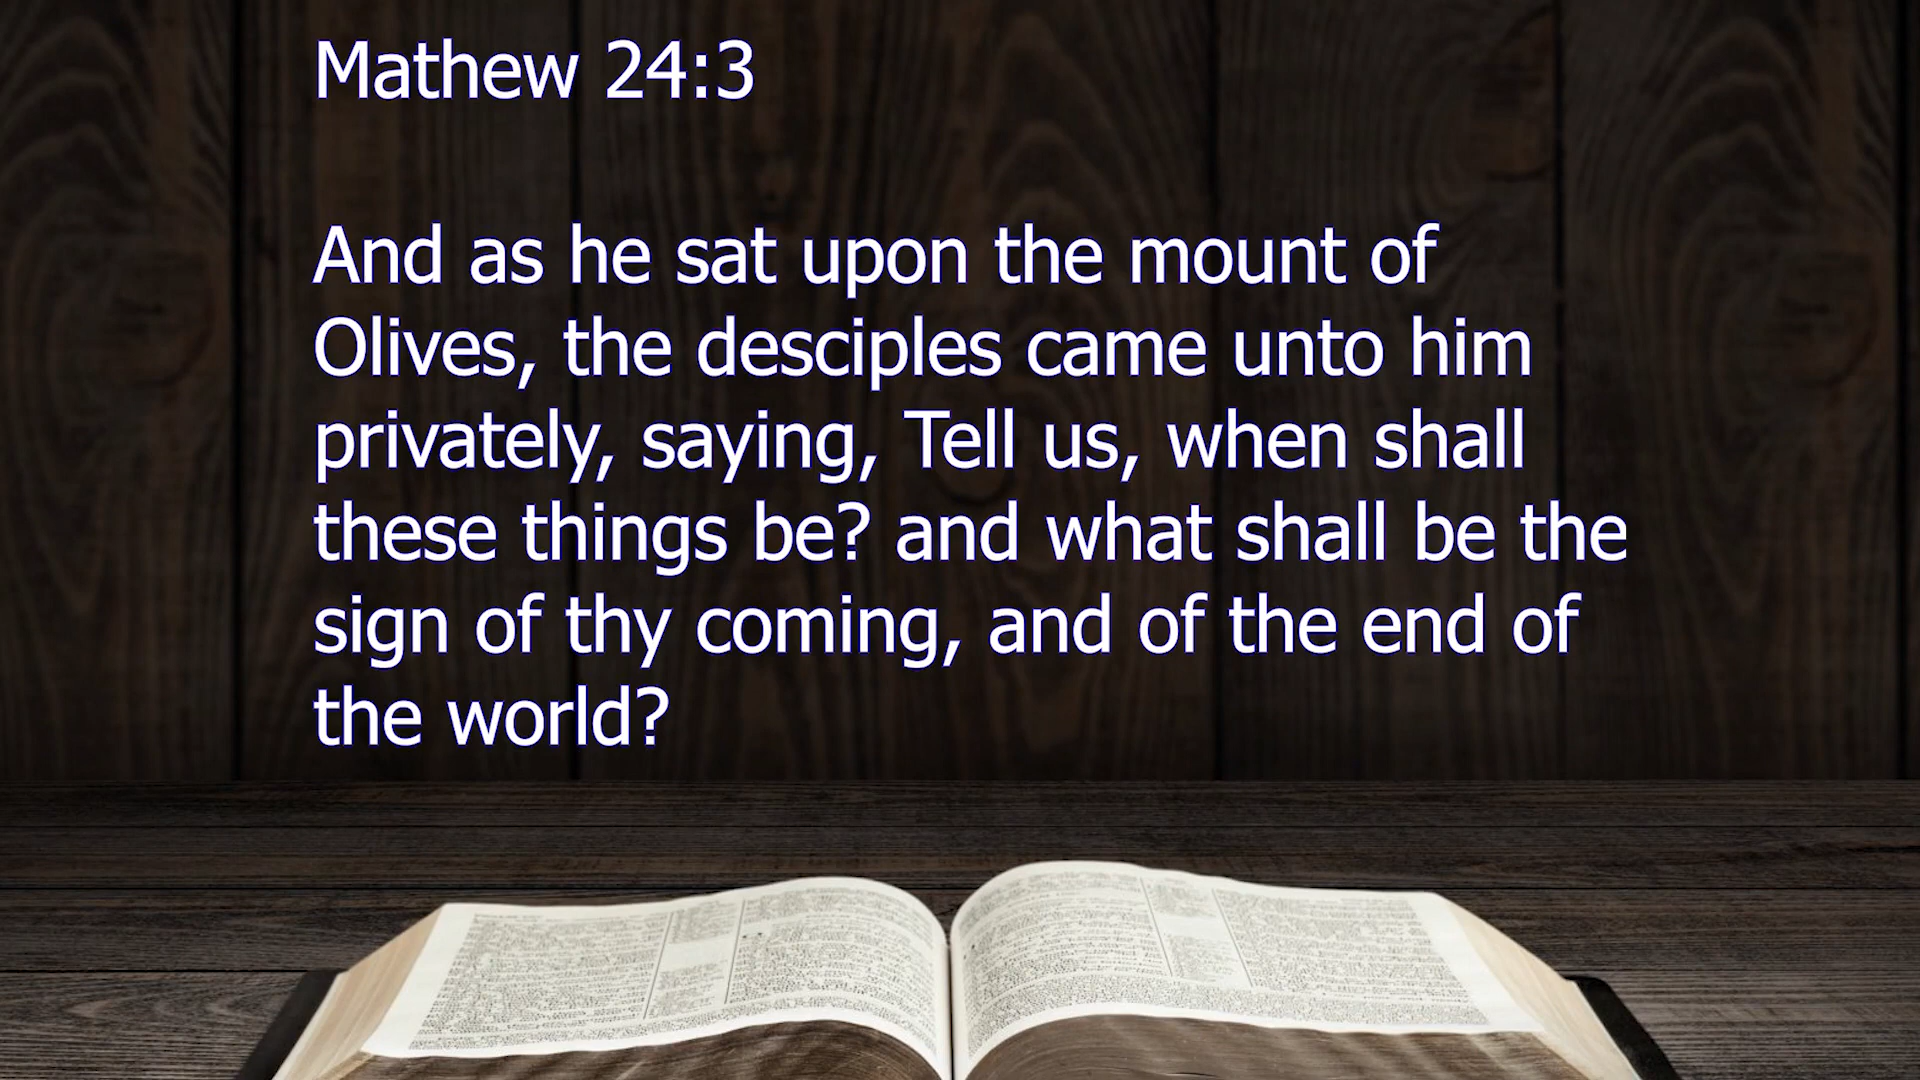 Mathew 24:3
And as he sat upon the mount of
Olives, the desciples came unto him
privately, saying, Tell us, when shall
these things be? and what shall be the
sign of thy coming, and of the end of
the world?